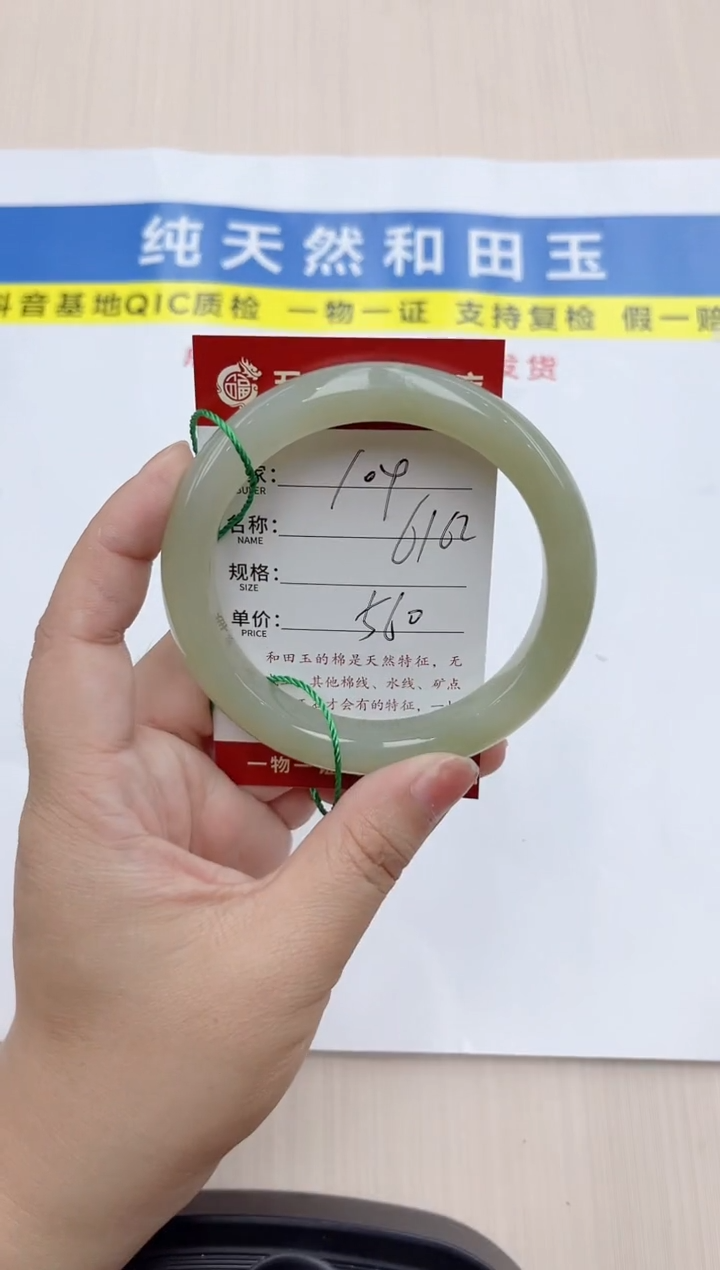 纯天然和田玉
抖音基地QIC质检 一物一证 支持复检 假一赔
发货
家: 104
名称: 6162
NAME
规格:
SIZE
单价: 560
PRICE
和田玉的棉是天然特征,无
其他棉线、水线、矿点
才会有的特征,一
一物一